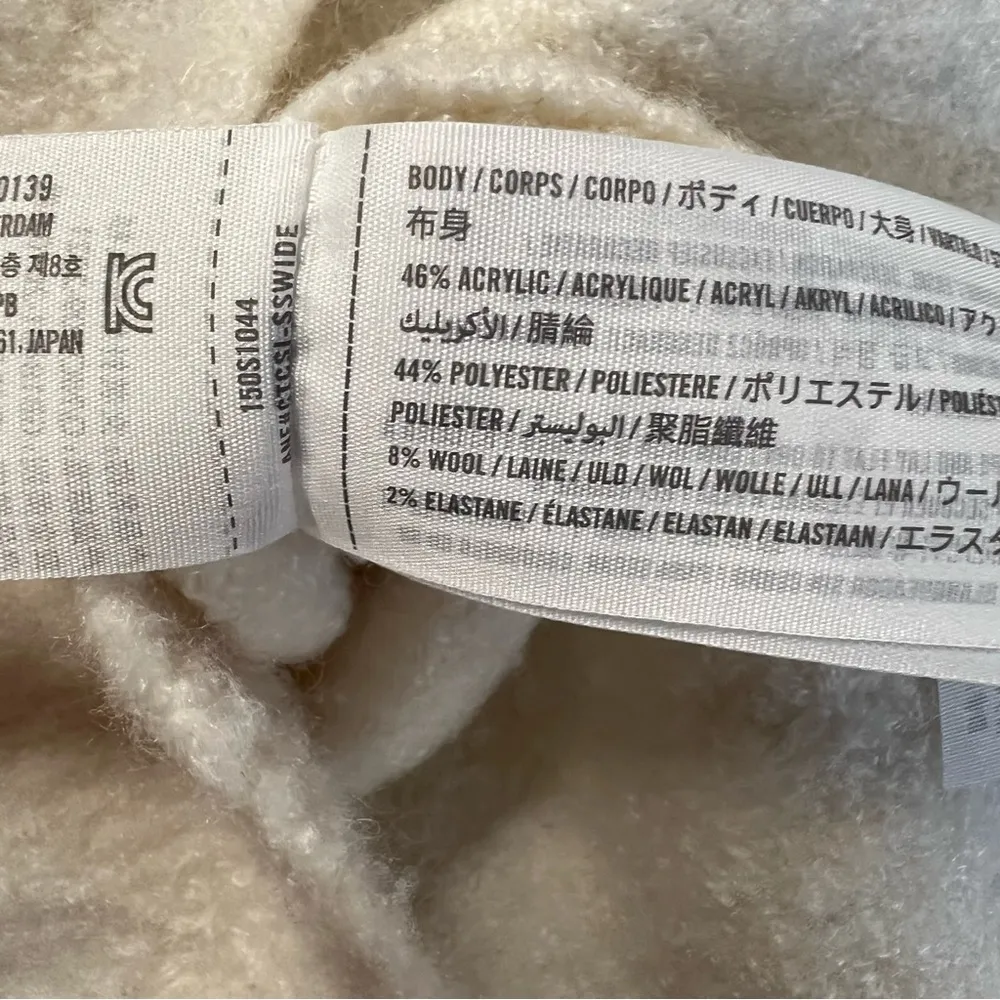 0139
ERDAM
층 제8호
PB
61. JAPAN
150S1044
BODY / CORPS / CORPO / ボディ / CUERPO / 大身 /
布身
46% ACRYLIC / ACRYLIQUE / ACRYL / AKRYL / ACRILICO / アク
الأكريليك / 腈綸
44% POLYESTER / POLIESTERE / ポリエステル / POLIÉS
POLIESTER / البوليستر / 聚脂纖維
8% WOOL / LAINE / ULD / WOL / WOLLE / ULL / LANA / ウー
2% ELASTANE / ÉLASTANE / ELASTAN / ELASTAAN / エラス